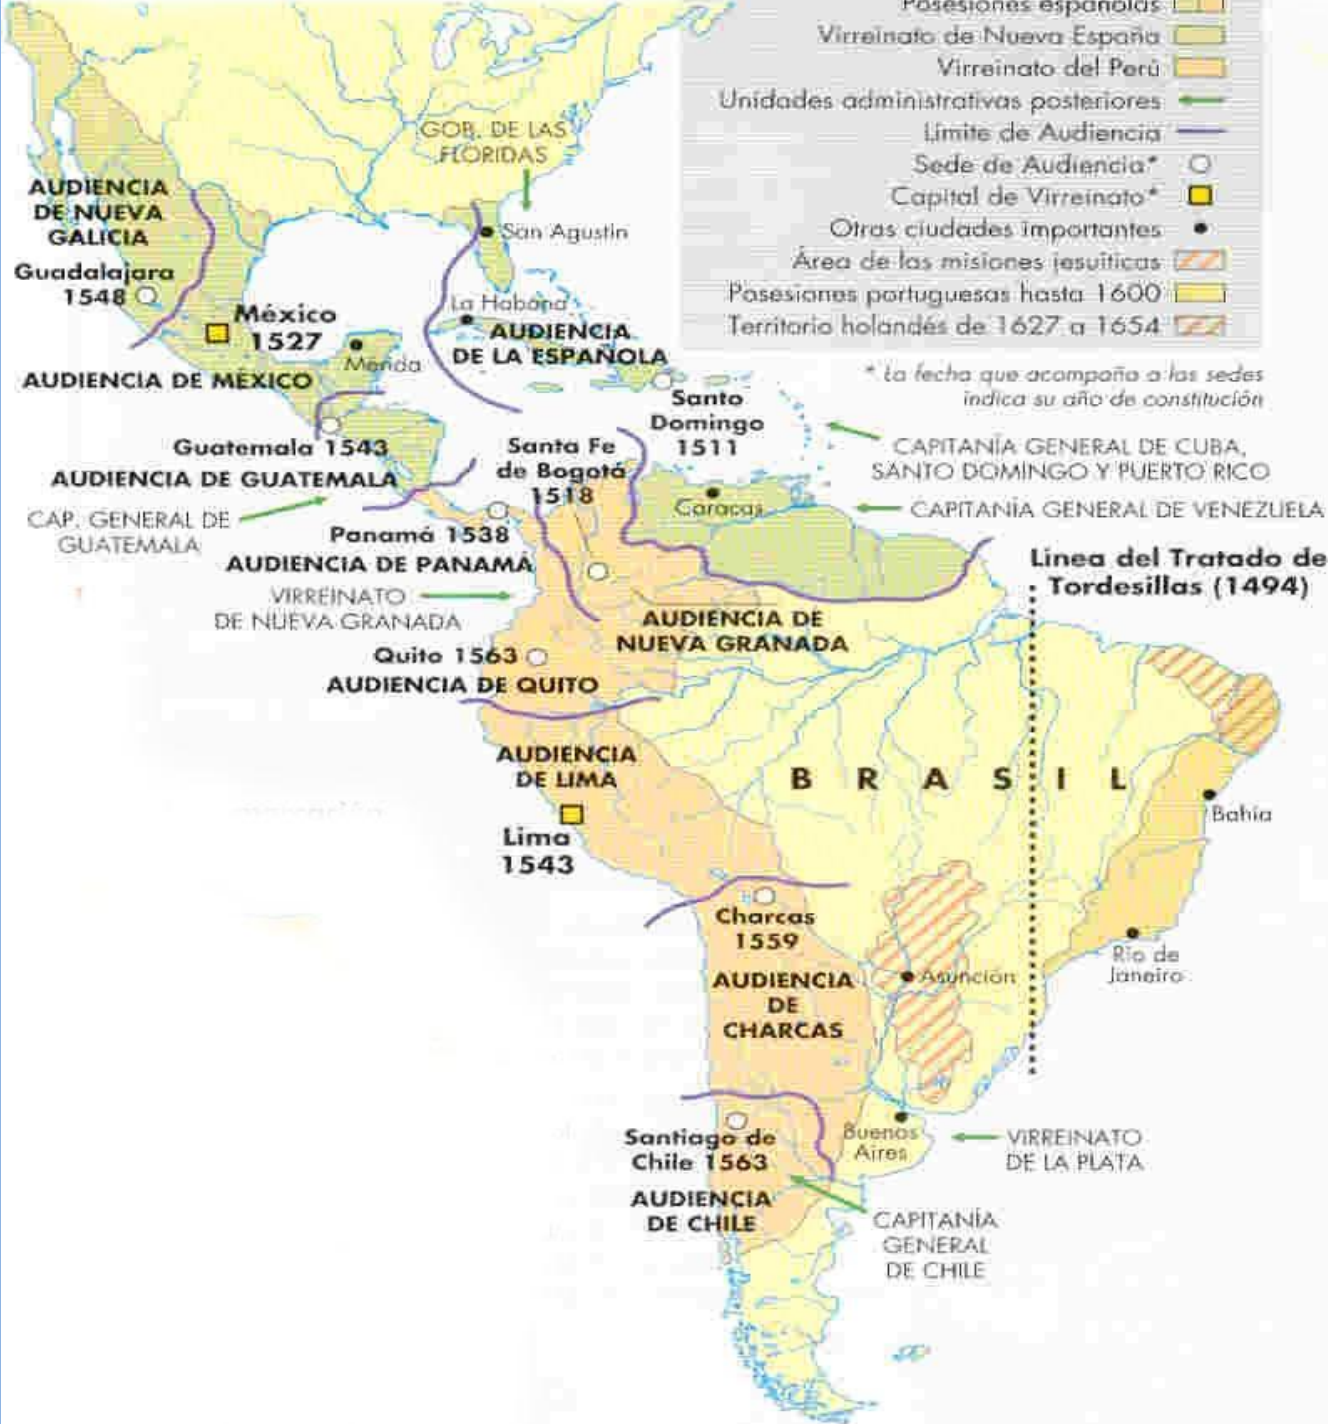 Posesiones españolas
Virreinato de Nueva España
Virreinato del Perú
Unidades administrativas posteriores
Límite de Audiencia
Sede de Audiencia*
Capital de Virreinato*
Otras ciudades importantes
Área de las misiones jesuíticas
Posesiones portuguesas hasta 1600
Territorio holandés de 1627 a 1654
* La fecha que acompaña a las sedes
indica su año de constitución
GOB. DE LAS
FLORIDAS
San Agustín
AUDIENCIA
DE NUEVA
GALICIA
Guadalajara
1548
México
1527
La Habana
Mérida
AUDIENCIA
DE LA ESPAÑOLA
AUDIENCIA DE MÉXICO
Santo
Domingo
1511
Guatemala 1543
AUDIENCIA DE GUATEMALA
CAP. GENERAL DE
GUATEMALA
Santa Fe
de Bogotá
1518
CAPITANÍA GENERAL DE CUBA,
SANTO DOMINGO Y PUERTO RICO
Caracas
CAPITANÍA GENERAL DE VENEZUELA
Panamá 1538
AUDIENCIA DE PANAMÁ
Linea del Tratado de
Tordesillas (1494)
VIRREINATO
DE NUEVA GRANADA
AUDIENCIA DE
NUEVA GRANADA
Quito 1563
AUDIENCIA DE QUITO
AUDIENCIA
DE LIMA
BRASIL
Lima
1543
Bahía
Charcas
1559
AUDIENCIA
DE
CHARCAS
Asunción
Río de
Janeiro
Santiago de
Chile 1563
AUDIENCIA
DE CHILE
Buenos
Aires
VIRREINATO
DE LA PLATA
CAPITANÍA
GENERAL
DE CHILE